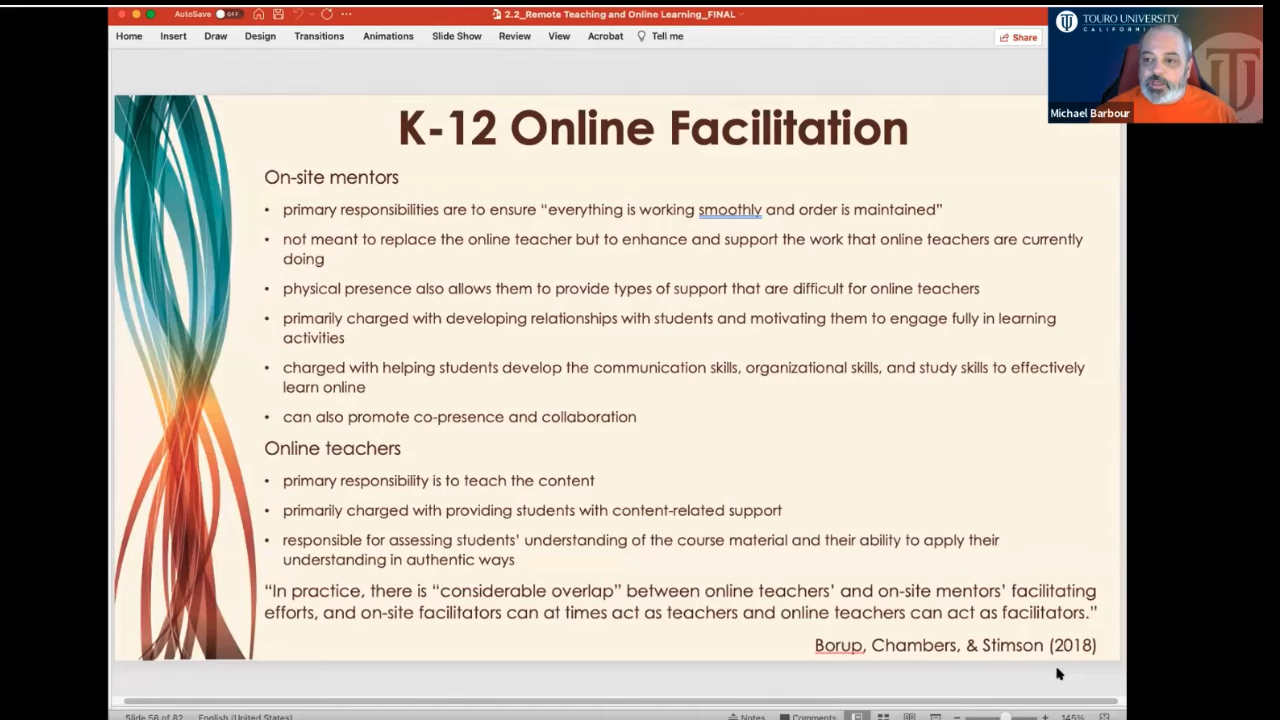 AutoSave OFF 2.2_Remote Teaching and Online Learning_FINAL
Home Insert Draw Design Transitions Animations Slide Show Review View Acrobat Tell me Share
TOURO UNIVERSITY
CALIFORNIA
Michael Barbour
K-12 Online Facilitation
On-site mentors
• primary responsibilities are to ensure “everything is working smoothly and order is maintained”
• not meant to replace the online teacher but to enhance and support the work that online teachers are currently
doing
• physical presence also allows them to provide types of support that are difficult for online teachers
• primarily charged with developing relationships with students and motivating them to engage fully in learning
activities
• charged with helping students develop the communication skills, organizational skills, and study skills to effectively
learn online
• can also promote co-presence and collaboration
Online teachers
• primary responsibility is to teach the content
• primarily charged with providing students with content-related support
• responsible for assessing students’ understanding of the course material and their ability to apply their
understanding in authentic ways
“In practice, there is “considerable overlap” between online teachers’ and on-site mentors’ facilitating
efforts, and on-site facilitators can at times act as teachers and online teachers can act as facilitators.”
Borup, Chambers, & Stimson (2018)
Slide 58 of 82 English (United States) Notes Comments 145%